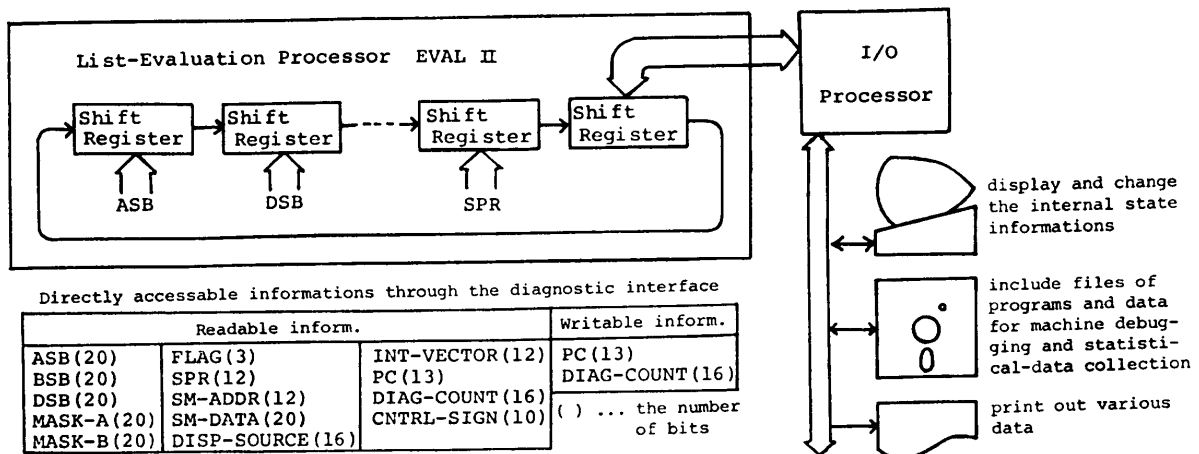 List-Evaluation Processor EVAL II
Shift Register
Shift Register
Shift Register
Shift Register
ASB
DSB
SPR
I/O
Processor
display and change
the internal state
informations
include files of
programs and data
for machine debug-
ging and statisti-
cal-data collection
print out various
data
Directly accessable informations through the diagnostic interface
Readable inform.
Writable inform.
ASB(20) FLAG(3) INT-VECTOR(12) PC(13)
BSB(20) SPR(12) PC(13) DIAG-COUNT(16)
DSB(20) SM-ADDR(12) DIAG-COUNT(16)
MASK-A(20) SM-DATA(20) CNTRL-SIGN(10)
MASK-B(20) DISP-SOURCE(16)
( ) ... the number
of bits